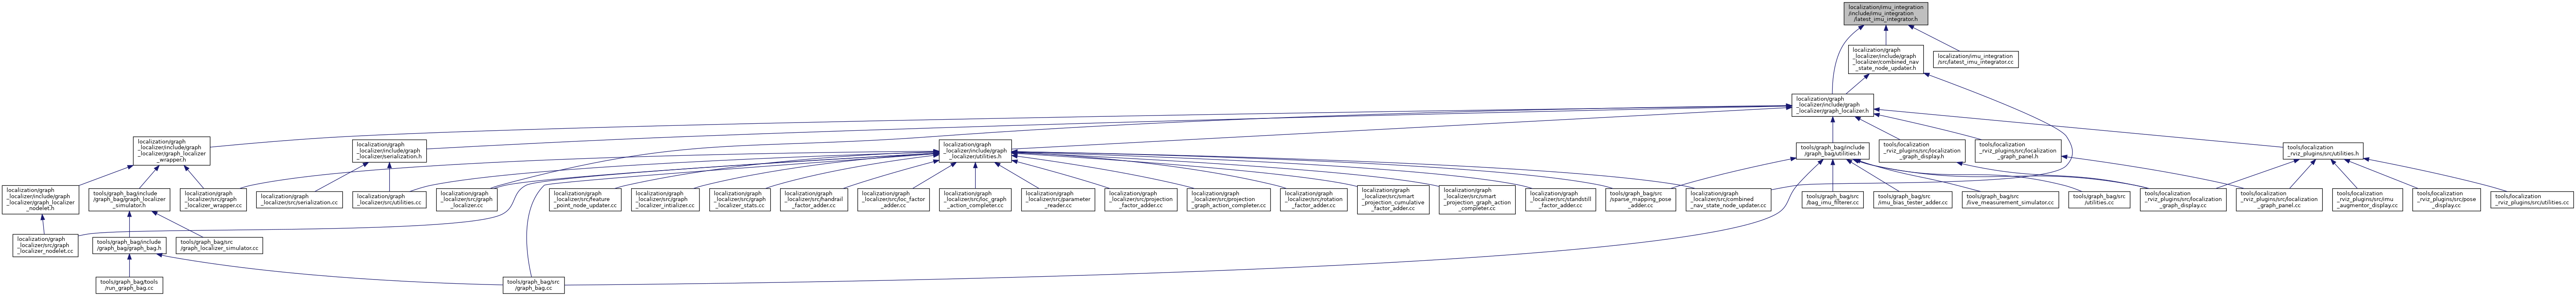 localization/imu_integration
/include/imu_integration
/latest_imu_integrator.h
localization/graph
_localizer/include/graph
_localizer/combined_nav
_state_node_updater.h
localization/imu_integration
/src/latest_imu_integrator.cc
localization/graph
_localizer/include/graph
_localizer/graph_localizer.h
localization/graph
_localizer/include/graph
_localizer/graph_localizer
_wrapper.h
localization/graph
_localizer/include/graph
_localizer/serialization.h
localization/graph
_localizer/include/graph
_localizer/utilities.h
tools/graph_bag/include
/graph_bag/utilities.h
tools/localization
_rviz_plugins/src/localization
_graph_display.h
tools/localization
_rviz_plugins/src/localization
_graph_panel.h
tools/localization
_rviz_plugins/src/utilities.h
localization/graph
_localizer/include/graph
_localizer/graph_localizer
_nodelet.h
tools/graph_bag/include
/graph_bag/graph_localizer
_simulator.h
localization/graph
_localizer/src/graph
_localizer_wrapper.cc
localization/graph
_localizer/src/serialization.cc
localization/graph
_localizer/src/utilities.cc
localization/graph
_localizer/src/graph
_localizer.cc
localization/graph
_localizer/src/feature
_point_node_updater.cc
localization/graph
_localizer/src/graph
_localizer_intializer.cc
localization/graph
_localizer/src/graph
_localizer_stats.cc
localization/graph
_localizer/src/handrail
_factor_adder.cc
localization/graph
_localizer/src/loc_factor
_adder.cc
localization/graph
_localizer/src/loc_graph
_action_completer.cc
localization/graph
_localizer/src/parameter
_reader.cc
localization/graph
_localizer/src/projection
_factor_adder.cc
localization/graph
_localizer/src/projection
_graph_action_completer.cc
localization/graph
_localizer/src/rotation
_factor_adder.cc
localization/graph
_localizer/src/smart
_projection_cumulative
_factor_adder.cc
localization/graph
_localizer/src/smart
_projection_graph_action
_completer.cc
localization/graph
_localizer/src/standstill
_factor_adder.cc
tools/graph_bag/src
/sparse_mapping_pose
_adder.cc
localization/graph
_localizer/src/combined
_nav_state_node_updater.cc
tools/graph_bag/src
/bag_imu_filterer.cc
tools/graph_bag/src
/imu_bias_tester_adder.cc
tools/graph_bag/src
/live_measurement_simulator.cc
tools/graph_bag/src
/utilities.cc
tools/localization
_rviz_plugins/src/localization
_graph_display.cc
tools/localization
_rviz_plugins/src/localization
_graph_panel.cc
tools/localization
_rviz_plugins/src/imu
_augmentor_display.cc
tools/localization
_rviz_plugins/src/pose
_display.cc
tools/localization
_rviz_plugins/src/utilities.cc
localization/graph
_localizer/src/graph
_localizer_nodelet.cc
tools/graph_bag/include
/graph_bag/graph_bag.h
tools/graph_bag/src
/graph_localizer_simulator.cc
tools/graph_bag/tools
/run_graph_bag.cc
tools/graph_bag/src
/graph_bag.cc